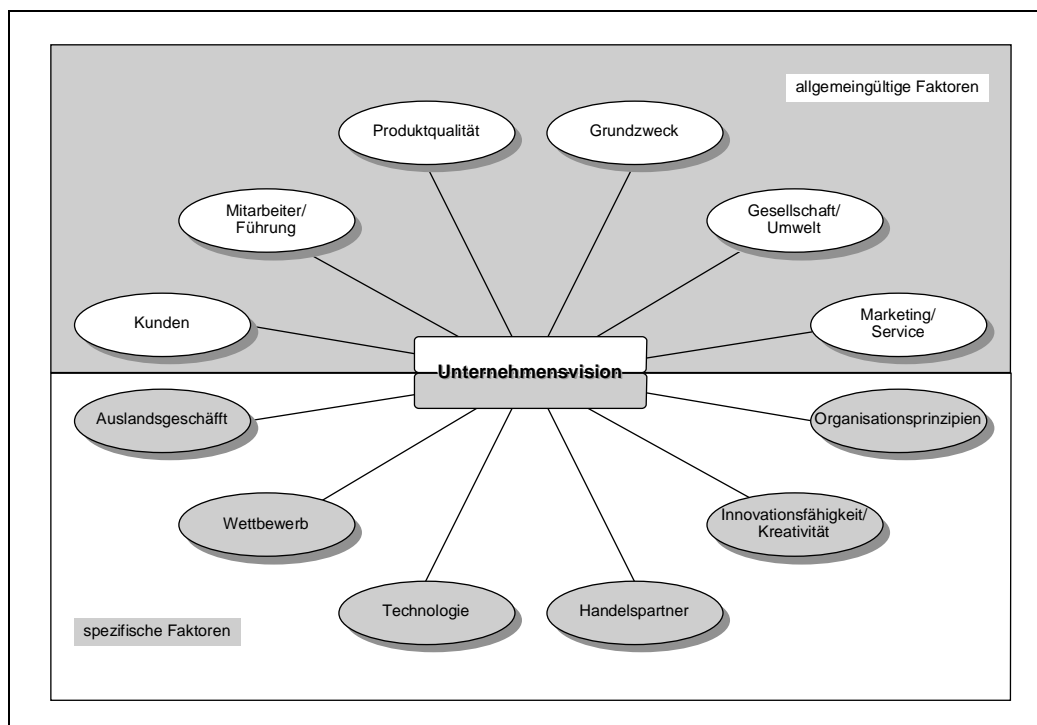 allgemeingültige Faktoren
Produktqualität
Grundzweck
Mitarbeiter/
Führung
Gesellschaft/
Umwelt
Kunden
Marketing/
Service
Unternehmensvision
Auslandsgeschäfft
Organisationsprinzipien
Wettbewerb
Innovationsfähigkeit/
Kreativität
Technologie
Handelspartner
spezifische Faktoren